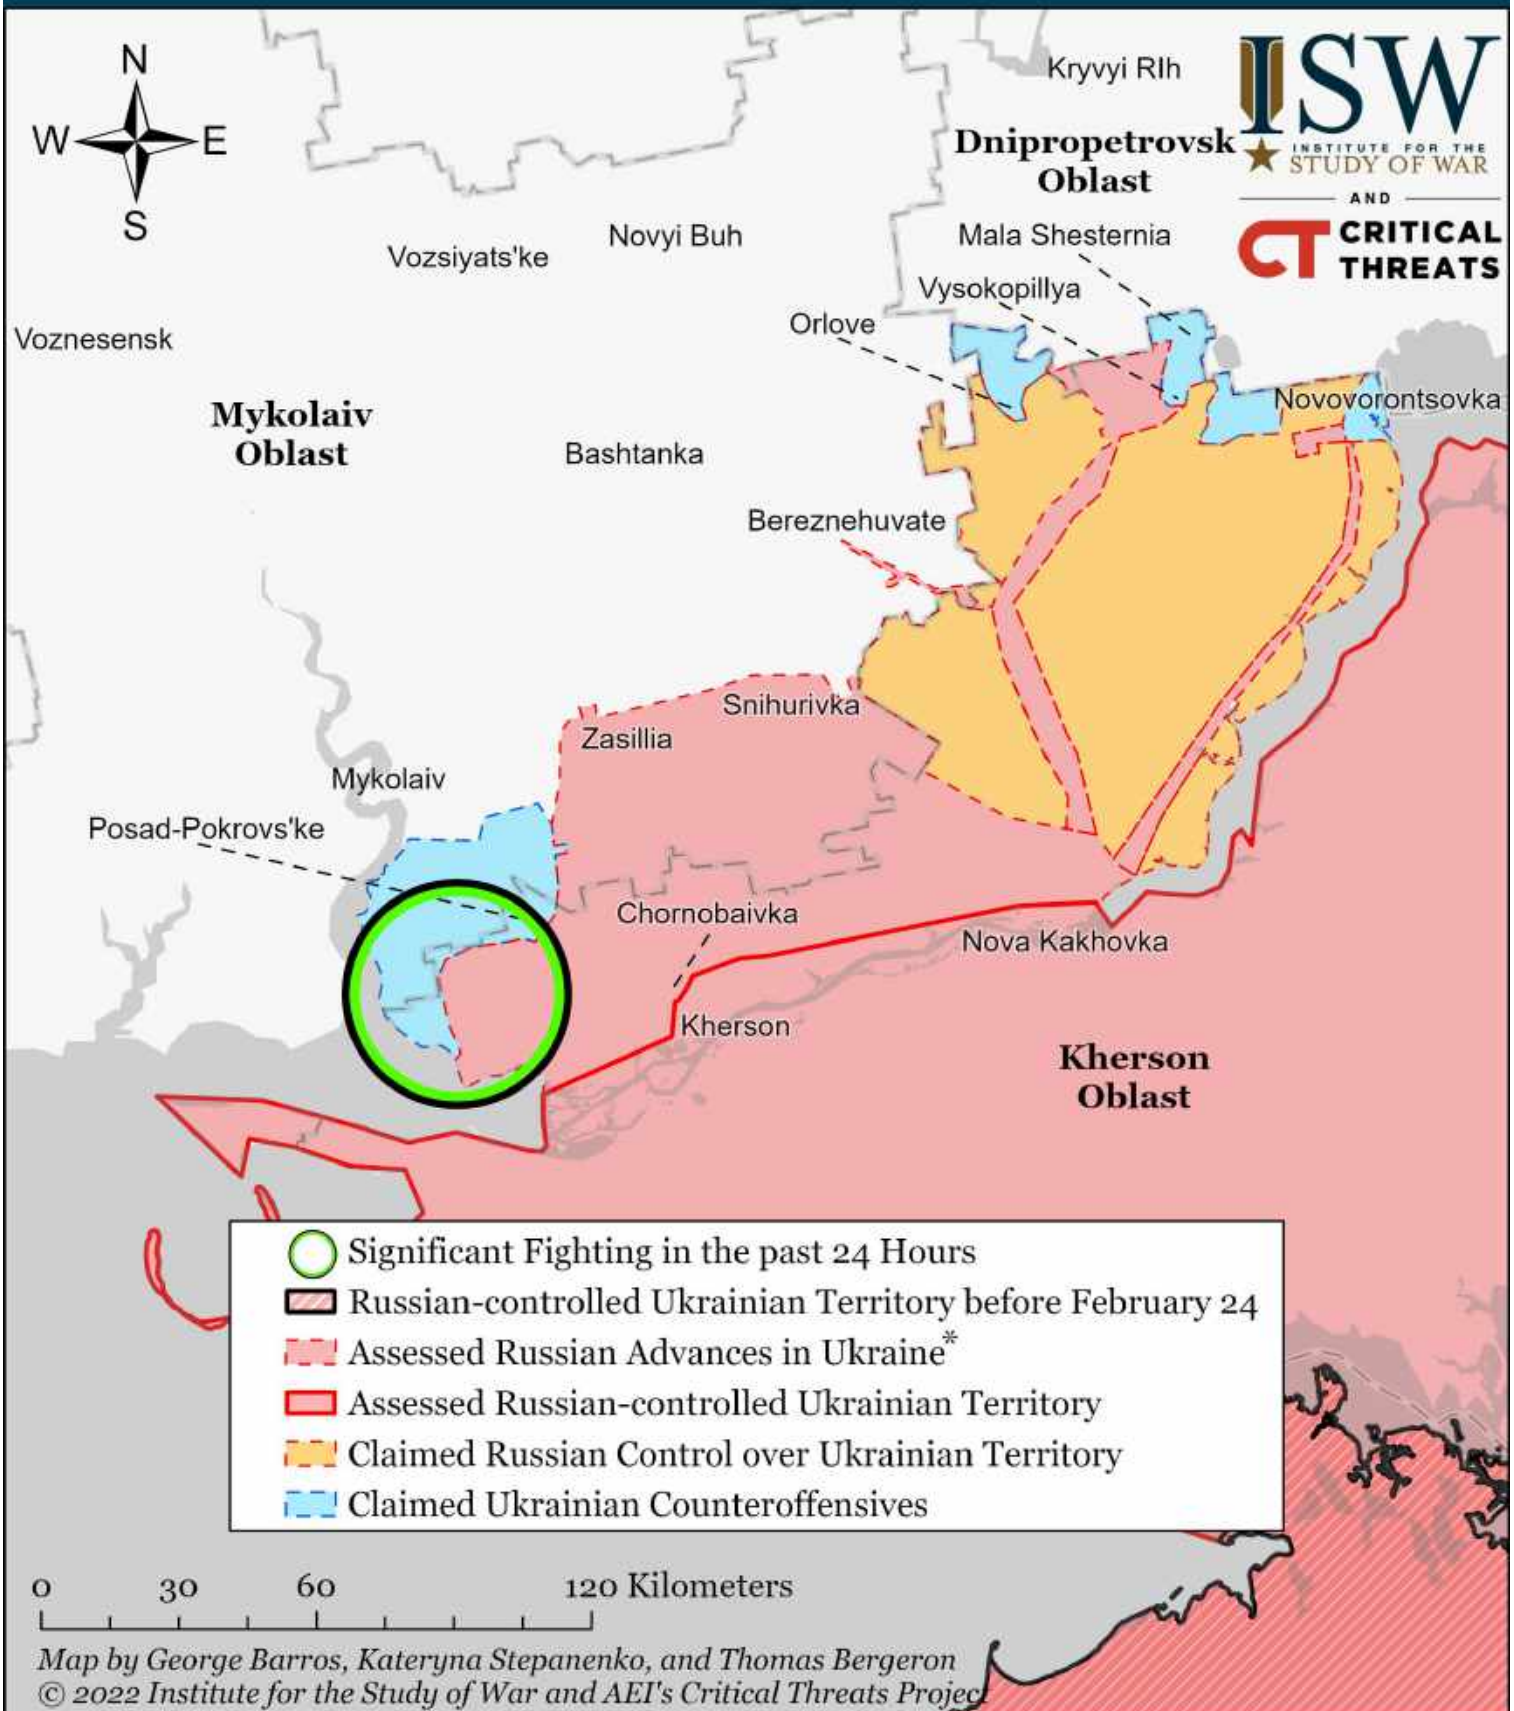 N
W E
S
Kryvyi RIh
ISW
INSTITUTE FOR THE
STUDY OF WAR
AND
CT CRITICAL
THREATS
Dnipropetrovsk
Oblast
Mala Shesternia
Novyi Buh
Vozsiyats'ke
Vysokopillya
Orlove
Voznesensk
Novovorontsovka
Mykolaiv
Oblast
Bashtanka
Bereznehuvate
Snihurivka
Zasillia
Mykolaiv
Posad-Pokrovs'ke
Chornobaivka
Nova Kakhovka
Kherson
Kherson
Oblast
Significant Fighting in the past 24 Hours
Russian-controlled Ukrainian Territory before February 24
Assessed Russian Advances in Ukraine*
Assessed Russian-controlled Ukrainian Territory
Claimed Russian Control over Ukrainian Territory
Claimed Ukrainian Counteroffensives
0 30 60 120 Kilometers
Map by George Barros, Kateryna Stepanenko, and Thomas Bergeron
© 2022 Institute for the Study of War and AEI's Critical Threats Project